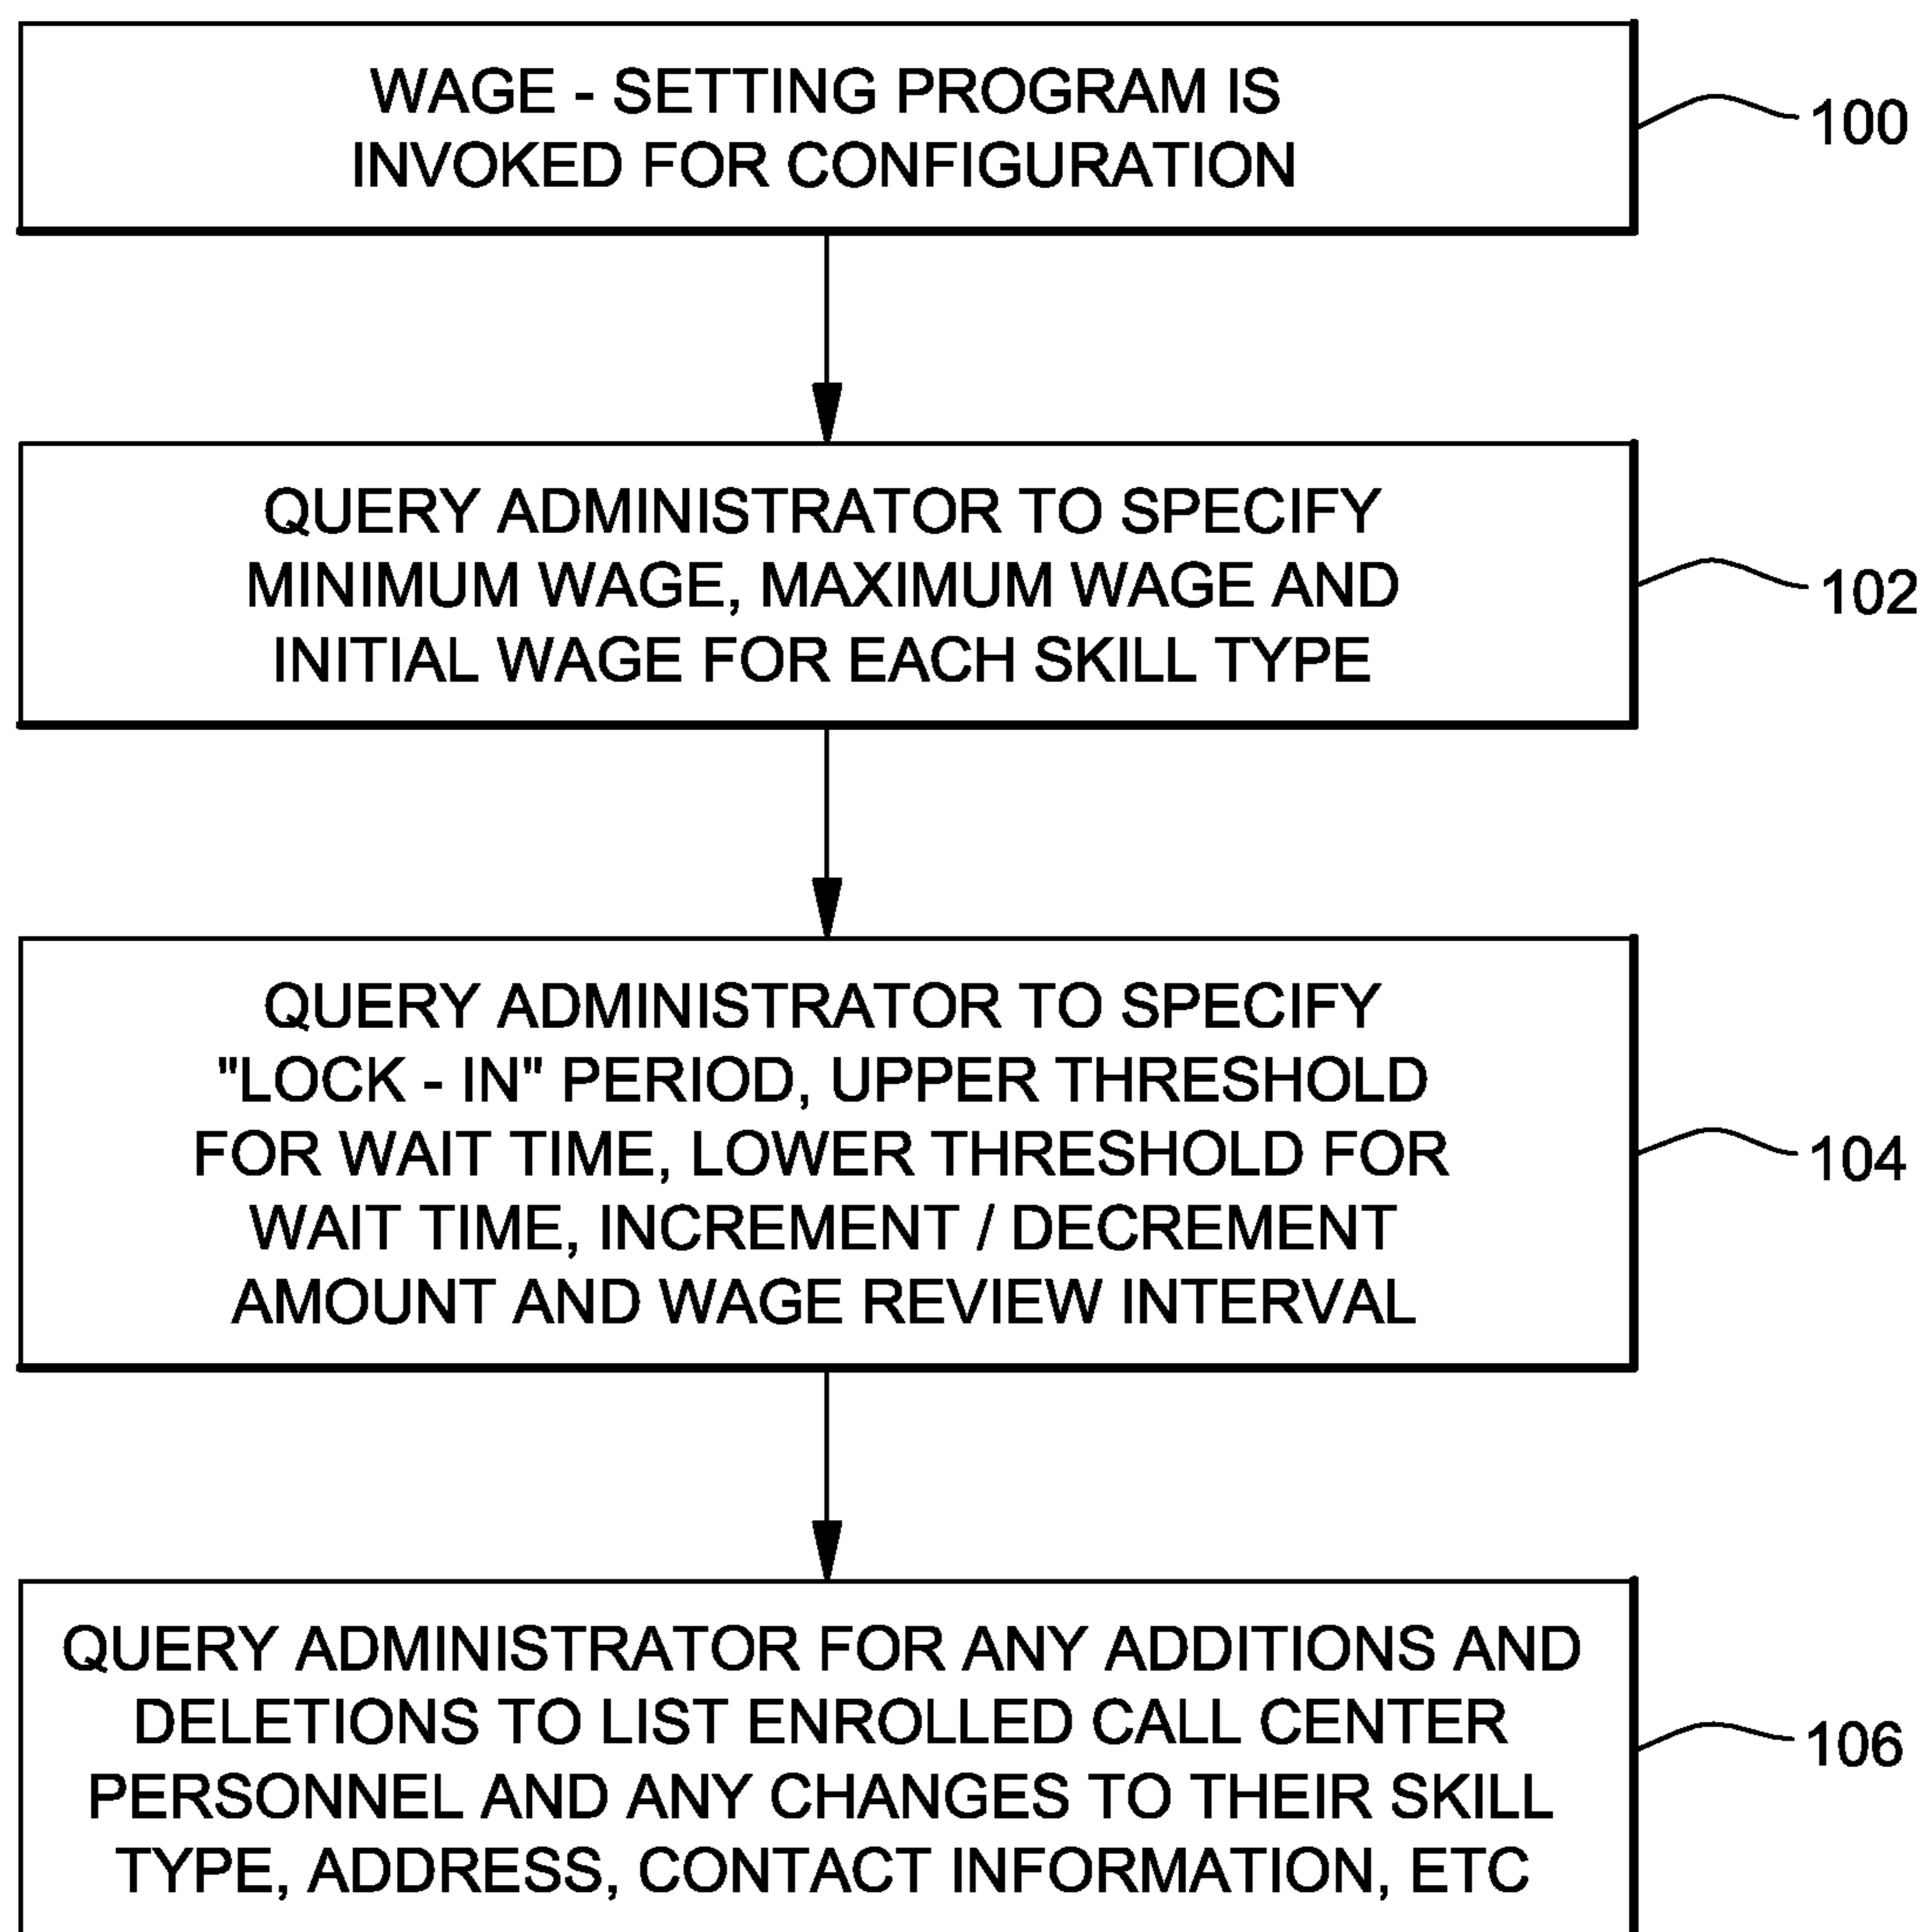 WAGE - SETTING PROGRAM IS
INVOKED FOR CONFIGURATION
100
QUERY ADMINISTRATOR TO SPECIFY
MINIMUM WAGE, MAXIMUM WAGE AND
INITIAL WAGE FOR EACH SKILL TYPE
102
QUERY ADMINISTRATOR TO SPECIFY
"LOCK - IN" PERIOD, UPPER THRESHOLD
FOR WAIT TIME, LOWER THRESHOLD FOR
WAIT TIME, INCREMENT / DECREMENT
AMOUNT AND WAGE REVIEW INTERVAL
104
QUERY ADMINISTRATOR FOR ANY ADDITIONS AND
DELETIONS TO LIST ENROLLED CALL CENTER
PERSONNEL AND ANY CHANGES TO THEIR SKILL
TYPE, ADDRESS, CONTACT INFORMATION, ETC
106